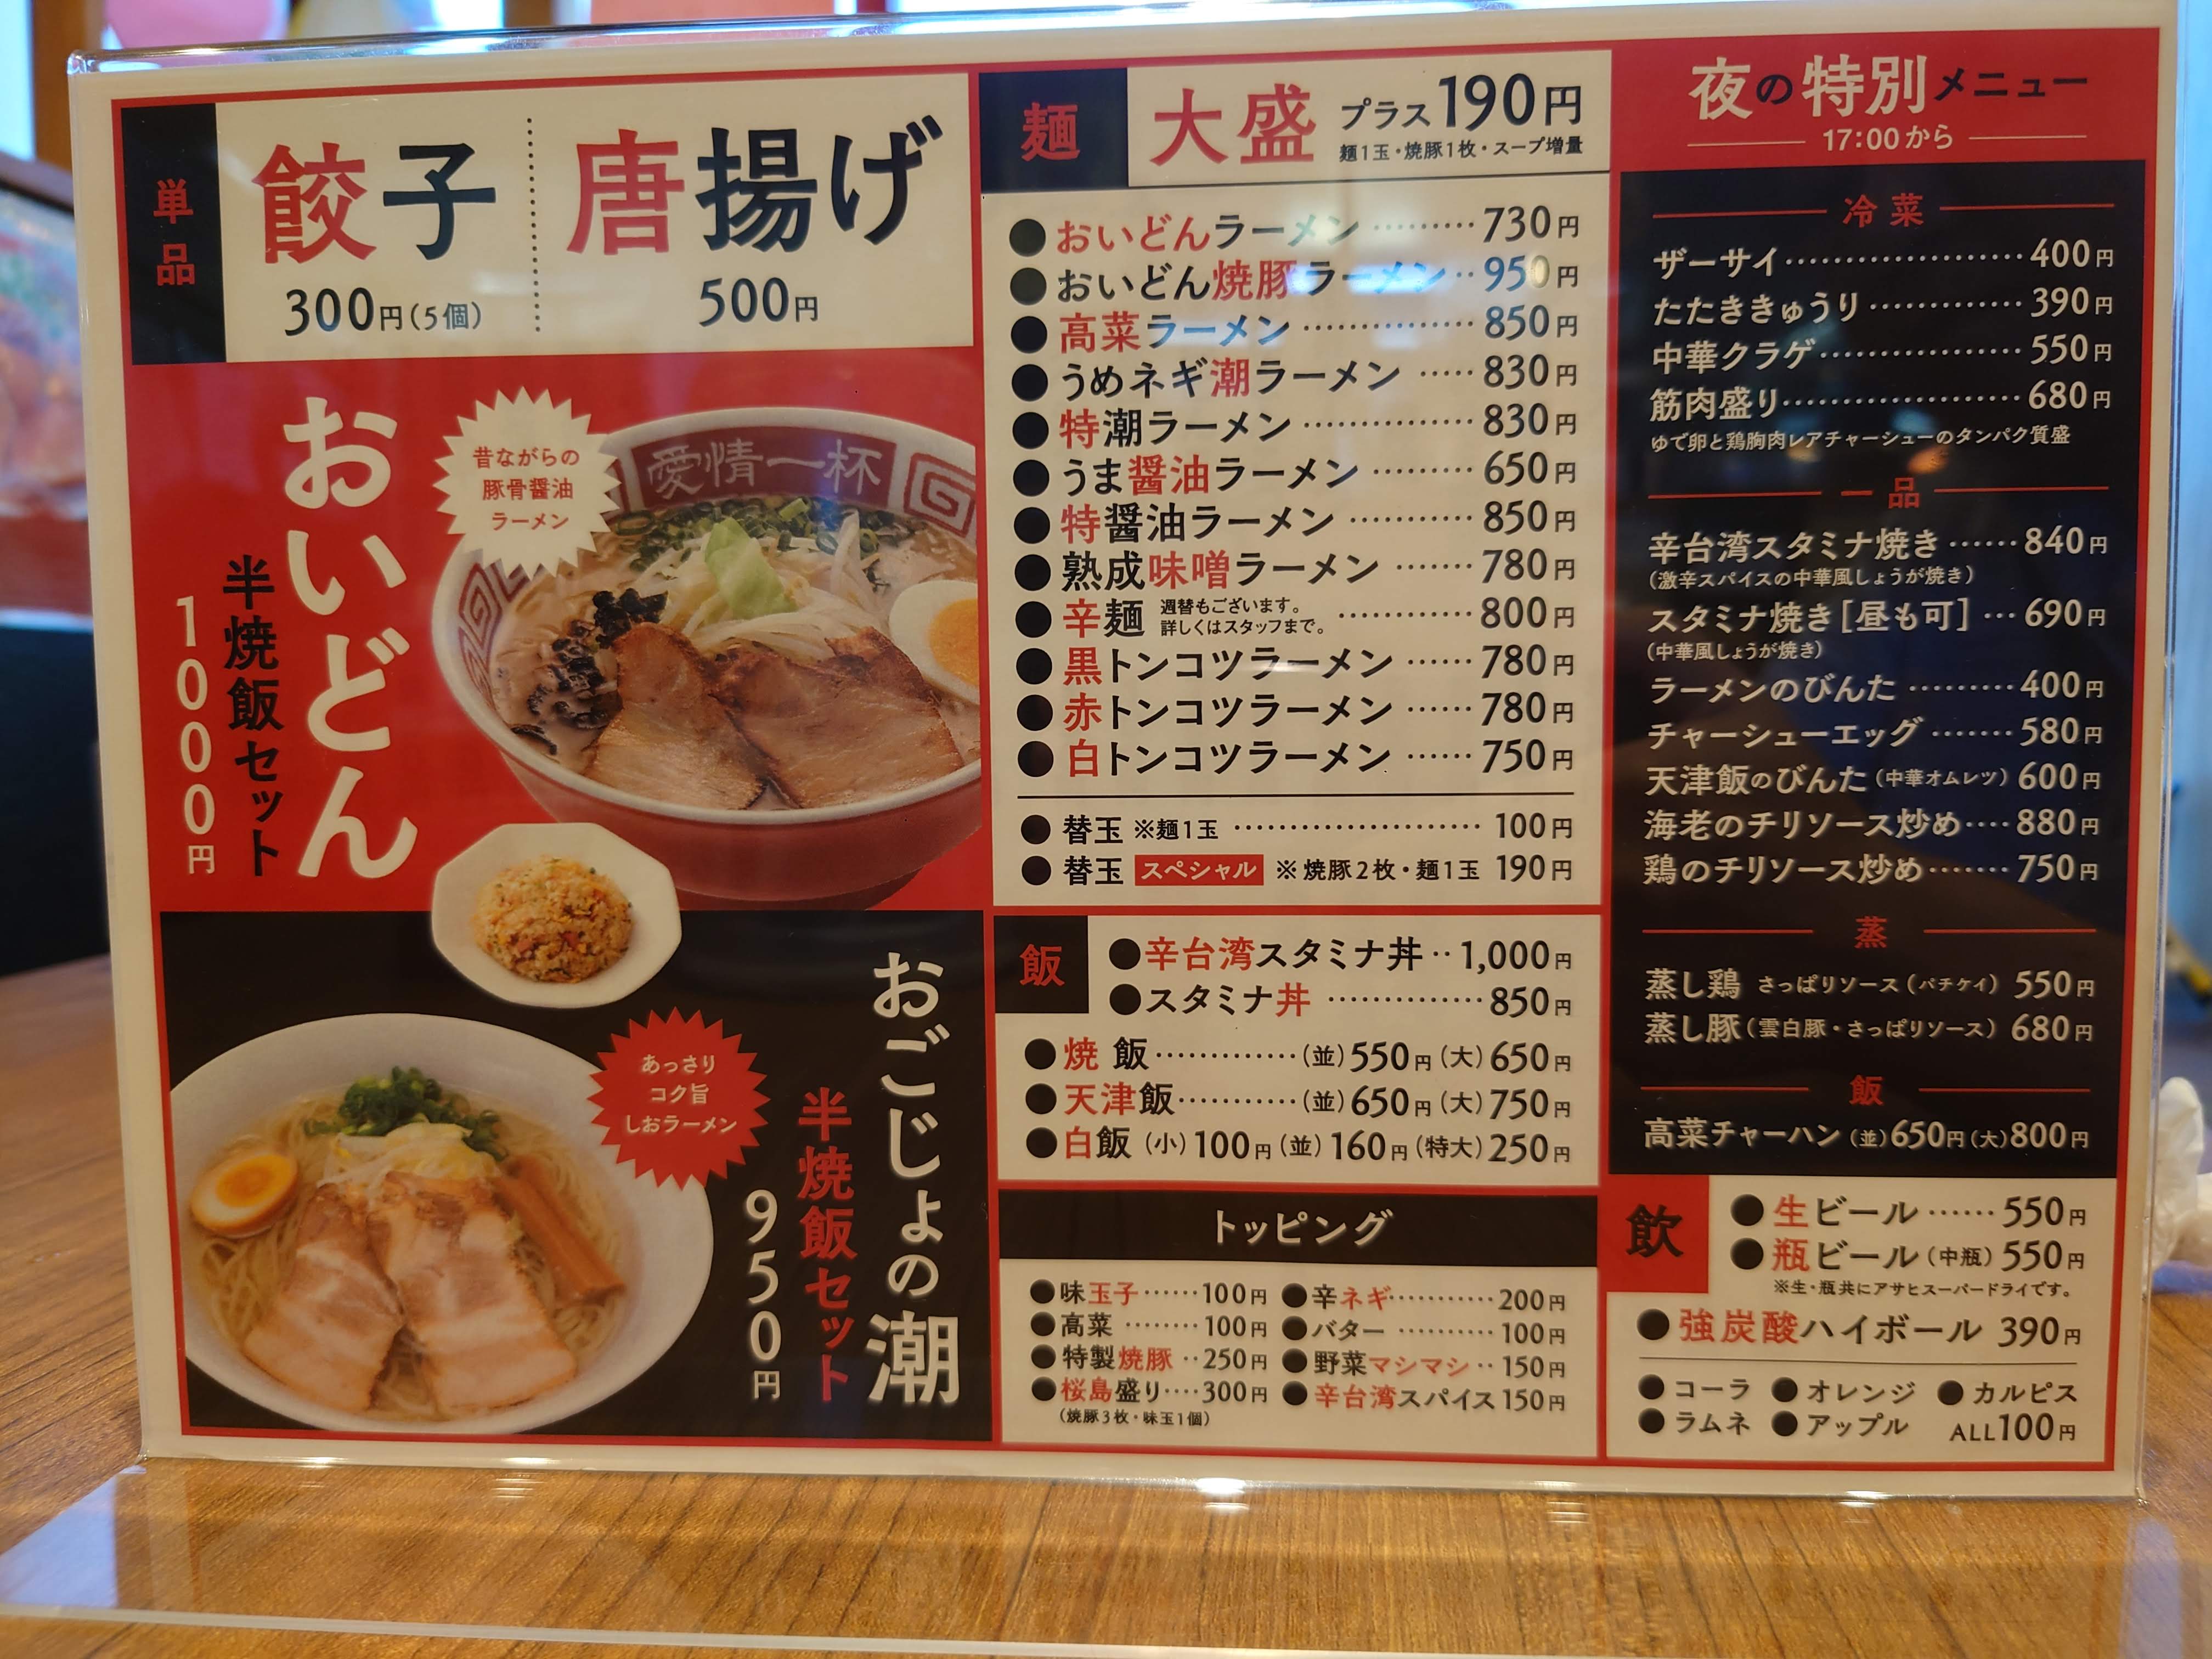 単品
餃子
300円(5個)
唐揚げ
500円
おいどん
半焼飯セット
1000円
昔ながらの
豚骨醤油
ラーメン
愛情一杯
おごじょの潮
半焼飯セット
950円
あっさり
コク旨
しおラーメン
麺
大盛 プラス190円
麺1玉・焼豚1枚・スープ増量
●おいどんラーメン ………730円
●おいどん焼豚ラーメン‥950円
●高菜ラーメン ……………850円
●うめネギ潮ラーメン ……830円
●特潮ラーメン ……………830円
●うま醤油ラーメン ………650円
●特醤油ラーメン …………850円
●熟成味噌ラーメン ………780円
●辛麺 週替もございます。詳しくはスタッフまで。 …………800円
●黒トンコツラーメン ……780円
●赤トンコツラーメン ……780円
●白トンコツラーメン ……750円
●替玉 ※麺1玉 ……………………100円
●替玉 スペシャル ※焼豚2枚・麺1玉 190円
飯
●辛台湾スタミナ丼‥1,000円
●スタミナ丼 ……………850円
●焼飯……………(並)550円(大)650円
●天津飯…………(並)650円(大)750円
●白飯(小)100円(並)160円(特大)250円
トッピング
●味玉子……100円
●高菜 ………100円
●特製焼豚 ‥250円
●桜島盛り…‥300円
(焼豚3枚・味玉1個)
●辛ネギ…………200円
●バター …………100円
●野菜マシマシ‥150円
●辛台湾スパイス150円
夜の特別メニュー
17:00から
冷菜
ザーサイ……………………400円
たたききゅうり……………390円
中華クラゲ…………………550円
筋肉盛り……………………680円
ゆで卵と鶏胸肉レアチャーシューのタンパク質盛
一品
辛台湾スタミナ焼き……840円
(激辛スパイスの中華風しょうが焼き)
スタミナ焼き[昼も可]…690円
(中華風しょうが焼き)
ラーメンのびんた ………400円
チャーシューエッグ ……580円
天津飯のびんた(中華オムレツ)600円
海老のチリソース炒め‥‥880円
鶏のチリソース炒め………750円
蒸
蒸し鶏 さっぱりソース(パチケイ)550円
蒸し豚(雲白豚・さっぱりソース)680円
飯
高菜チャーハン(並)650円(大)800円
飲
●生ビール……550円
●瓶ビール(中瓶)550円
※生・瓶共にアサヒスーパードライです。
●強炭酸ハイボール 390円
●コーラ ●オレンジ ●カルピス
●ラムネ ●アップル ALL100円